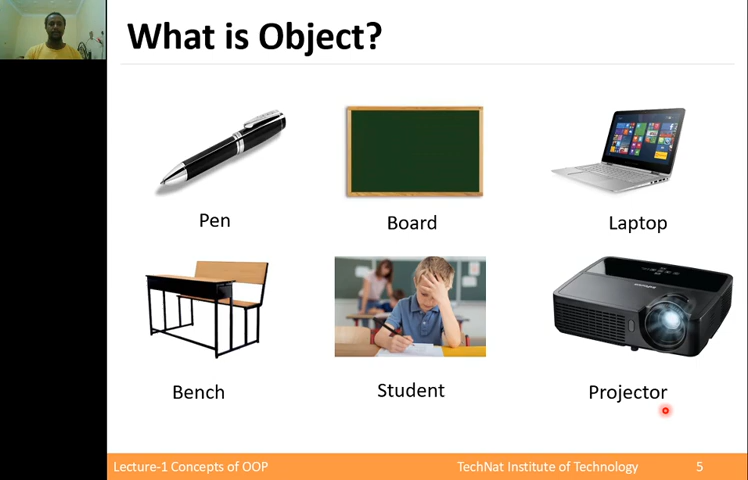 What is Object?
Pen
Board
Laptop
Bench
Student
Projector
Lecture-1 Concepts of OOP
TechNat Institute of Technology
5